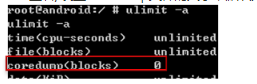 root@android:/ # ulimit -a
ulimit -a
time(cpu-seconds) unlimited
file(blocks) unlimited
coredump(blocks) 0